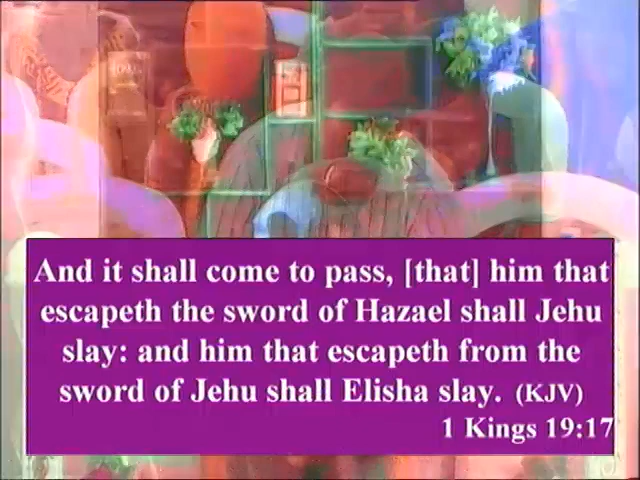 And it shall come to pass, [that] him that
escapeth the sword of Hazael shall Jehu
slay: and him that escapeth from the
sword of Jehu shall Elisha slay. (KJV)
1 Kings 19:17